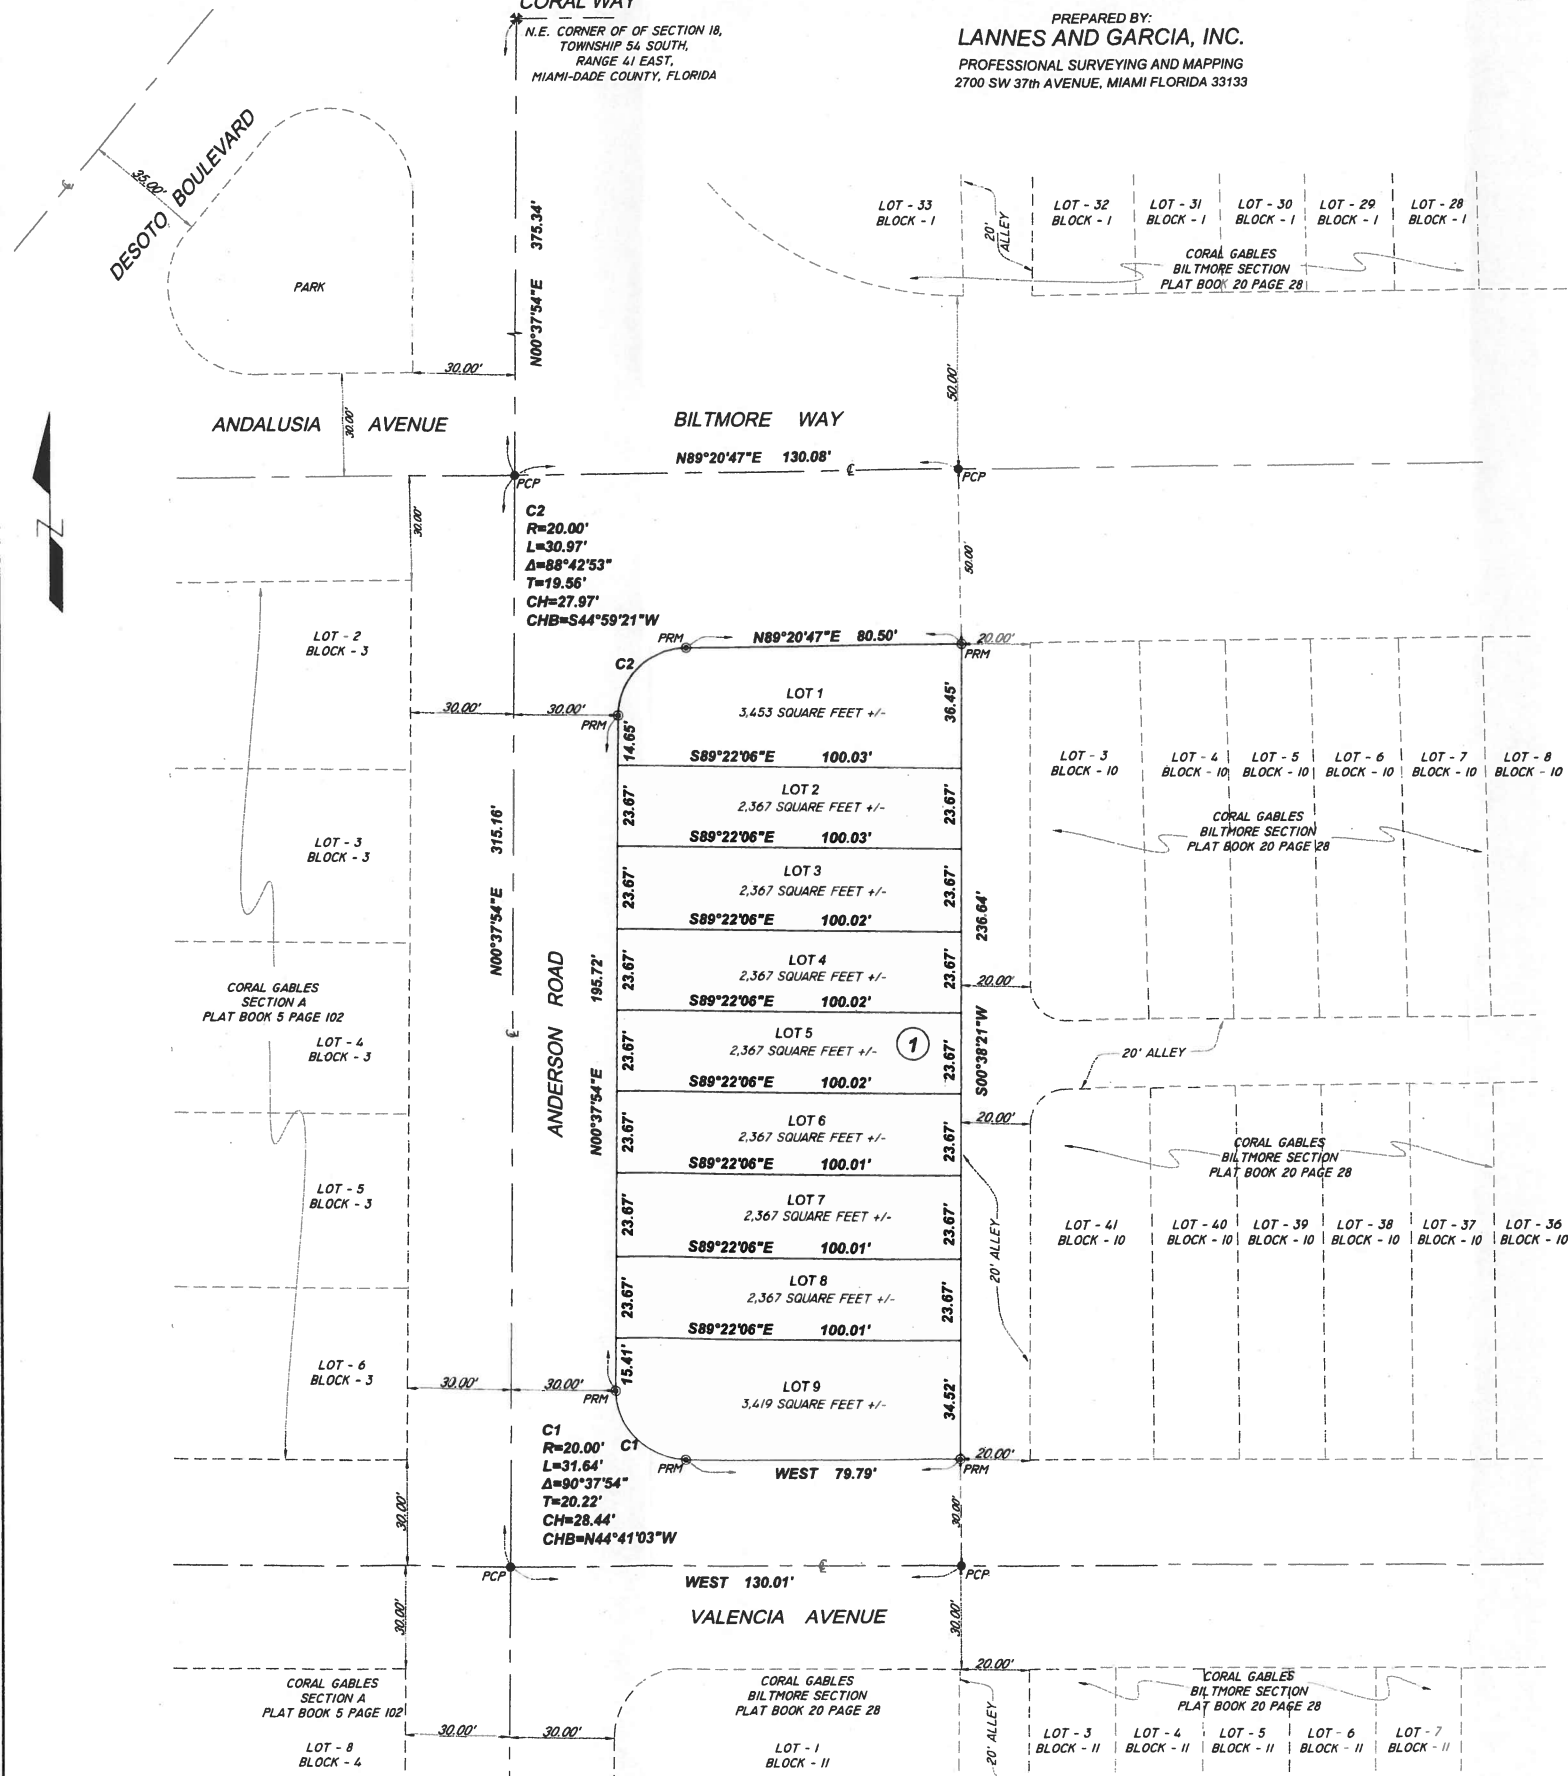 CORAL WAY
N.E. CORNER OF OF SECTION 18,
TOWNSHIP 54 SOUTH,
RANGE 41 EAST,
MIAMI-DADE COUNTY, FLORIDA
PREPARED BY:
LANNES AND GARCIA, INC.
PROFESSIONAL SURVEYING AND MAPPING
2700 SW 37th AVENUE, MIAMI FLORIDA 33133
DESOTO BOULEVARD
35.00'
PARK
N00°37'54"E 375.34'
30.00'
30.00'
ANDALUSIA AVENUE
BILTMORE WAY
N89°20'47"E 130.08'
PCP
PCP
LOT - 33
BLOCK - 1
20'
ALLEY
LOT - 32
BLOCK - 1
LOT - 31
BLOCK - 1
LOT - 30
BLOCK - 1
LOT - 29
BLOCK - 1
LOT - 28
BLOCK - 1
CORAL GABLES
BILTMORE SECTION
PLAT BOOK 20 PAGE 28
50.00'
50.00'
30.00'
C2
R=20.00'
L=30.97'
Δ=88°42'53"
T=19.56'
CH=27.97'
CHB=S44°59'21"W
PRM
N89°20'47"E 80.50'
20.00'
PRM
C2
LOT - 2
BLOCK - 3
30.00'
30.00'
PRM
LOT 1
3,453 SQUARE FEET +/-
14.65'
36.45'
S89°22'06"E 100.03'
LOT 2
2,367 SQUARE FEET +/-
23.67'
23.67'
S89°22'06"E 100.03'
LOT 3
2,367 SQUARE FEET +/-
23.67'
23.67'
S89°22'06"E 100.02'
LOT 4
2,367 SQUARE FEET +/-
23.67'
23.67'
S89°22'06"E 100.02'
LOT 5
2,367 SQUARE FEET +/-
1
23.67'
23.67'
S89°22'06"E 100.02'
LOT 6
2,367 SQUARE FEET +/-
23.67'
23.67'
S89°22'06"E 100.01'
LOT 7
2,367 SQUARE FEET +/-
23.67'
23.67'
S89°22'06"E 100.01'
LOT 8
2,367 SQUARE FEET +/-
23.67'
23.67'
S89°22'06"E 100.01'
LOT 9
3,419 SQUARE FEET +/-
15.41'
34.52'
N00°37'54"E 315.16'
ANDERSON ROAD
N00°37'54"E 195.72'
S00°38'21"W 236.64'
LOT - 3
BLOCK - 3
CORAL GABLES
SECTION A
PLAT BOOK 5 PAGE 102
LOT - 4
BLOCK - 3
LOT - 5
BLOCK - 3
LOT - 6
BLOCK - 3
LOT - 3
BLOCK - 10
LOT - 4
BLOCK - 10
LOT - 5
BLOCK - 10
LOT - 6
BLOCK - 10
LOT - 7
BLOCK - 10
LOT - 8
BLOCK - 10
CORAL GABLES
BILTMORE SECTION
PLAT BOOK 20 PAGE 28
20.00'
20' ALLEY
20.00'
CORAL GABLES
BILTMORE SECTION
PLAT BOOK 20 PAGE 28
20' ALLEY
LOT - 41
BLOCK - 10
LOT - 40
BLOCK - 10
LOT - 39
BLOCK - 10
LOT - 38
BLOCK - 10
LOT - 37
BLOCK - 10
LOT - 36
BLOCK - 10
30.00'
30.00'
PRM
C1
R=20.00'
L=31.64'
Δ=90°37'54"
T=20.22'
CH=28.44'
CHB=N44°41'03"W
C1
PRM
WEST 79.79'
20.00'
PRM
30.00'
30.00'
PCP
WEST 130.01'
PCP
VALENCIA AVENUE
30.00'
30.00'
20.00'
CORAL GABLES
SECTION A
PLAT BOOK 5 PAGE 102
LOT - 8
BLOCK - 4
30.00'
30.00'
CORAL GABLES
BILTMORE SECTION
PLAT BOOK 20 PAGE 28
LOT - 1
BLOCK - 11
20' ALLEY
CORAL GABLES
BILTMORE SECTION
PLAT BOOK 20 PAGE 28
LOT - 3
BLOCK - 11
LOT - 4
BLOCK - 11
LOT - 5
BLOCK - 11
LOT - 6
BLOCK - 11
LOT - 7
BLOCK - 11